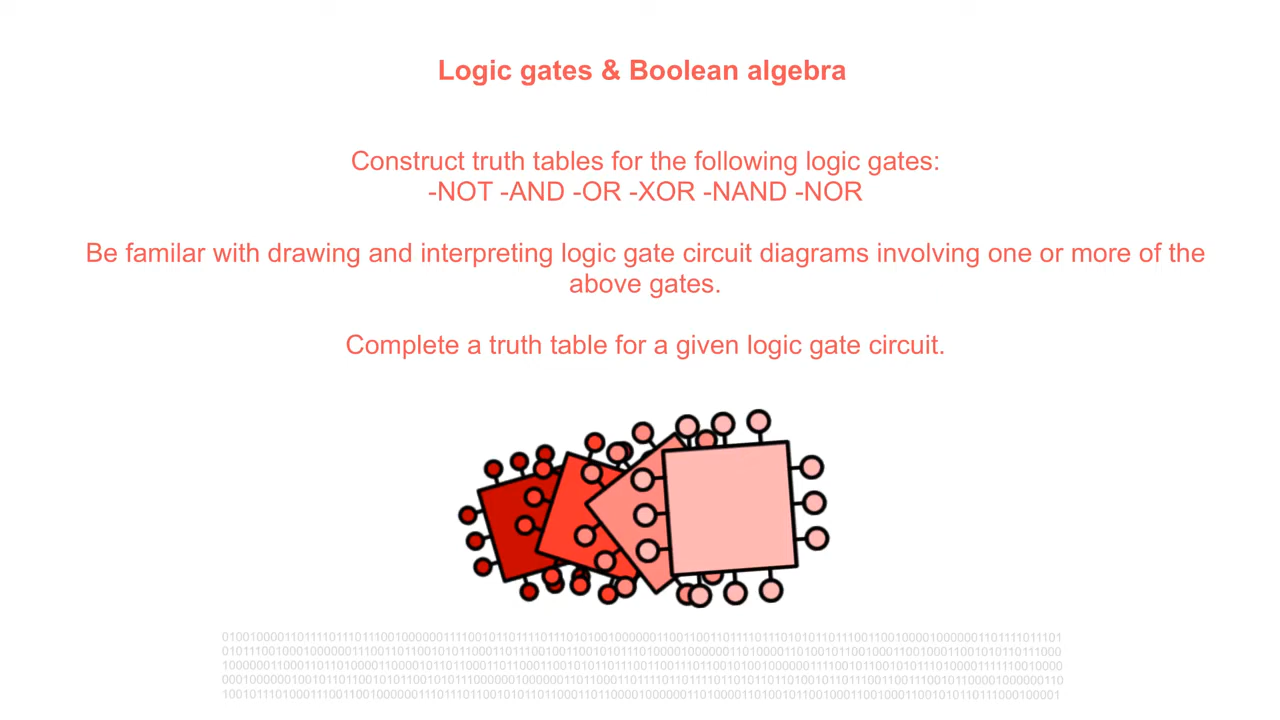 Logic gates & Boolean algebra
Construct truth tables for the following logic gates:
-NOT -AND -OR -XOR -NAND -NOR
Be familar with drawing and interpreting logic gate circuit diagrams involving one or more of the
above gates.
Complete a truth table for a given logic gate circuit.